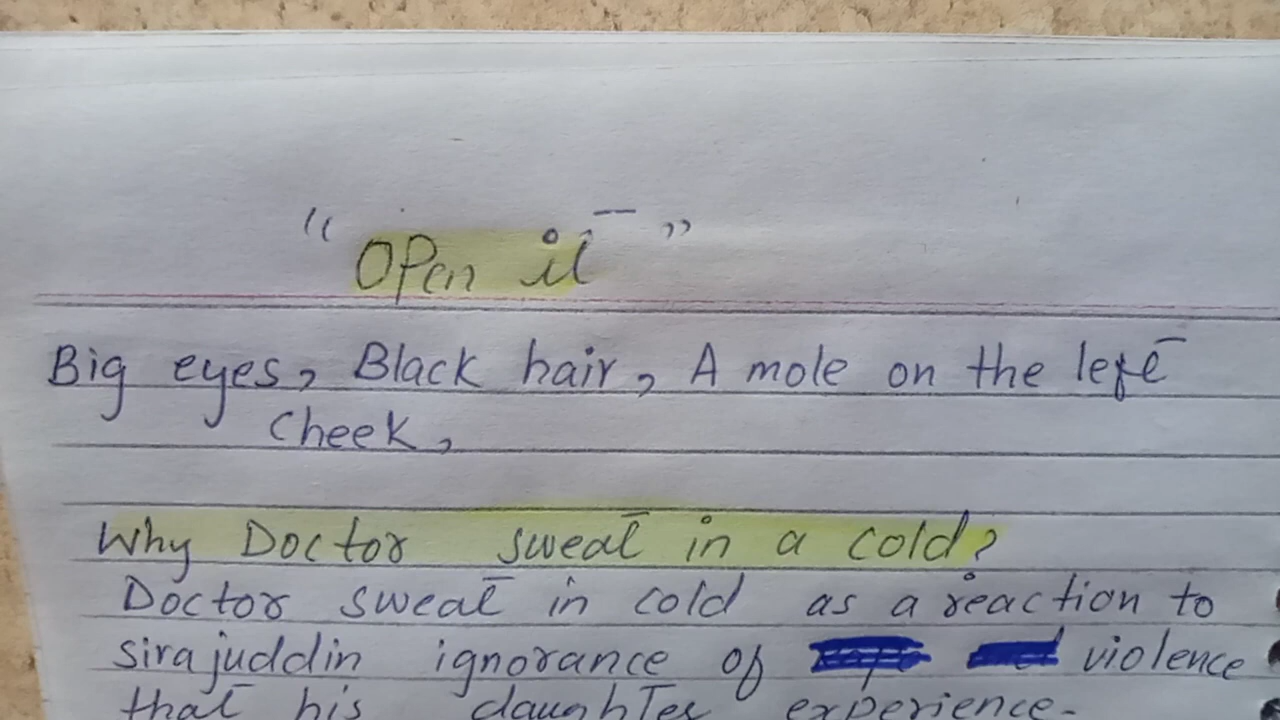 "Open it"
Big eyes, Black hair, A mole on the left
cheek,
Why Doctor sweat in a cold?
Doctor sweat in cold as a reaction to
sirajuddin ignorance of violence
that his daughter experience.